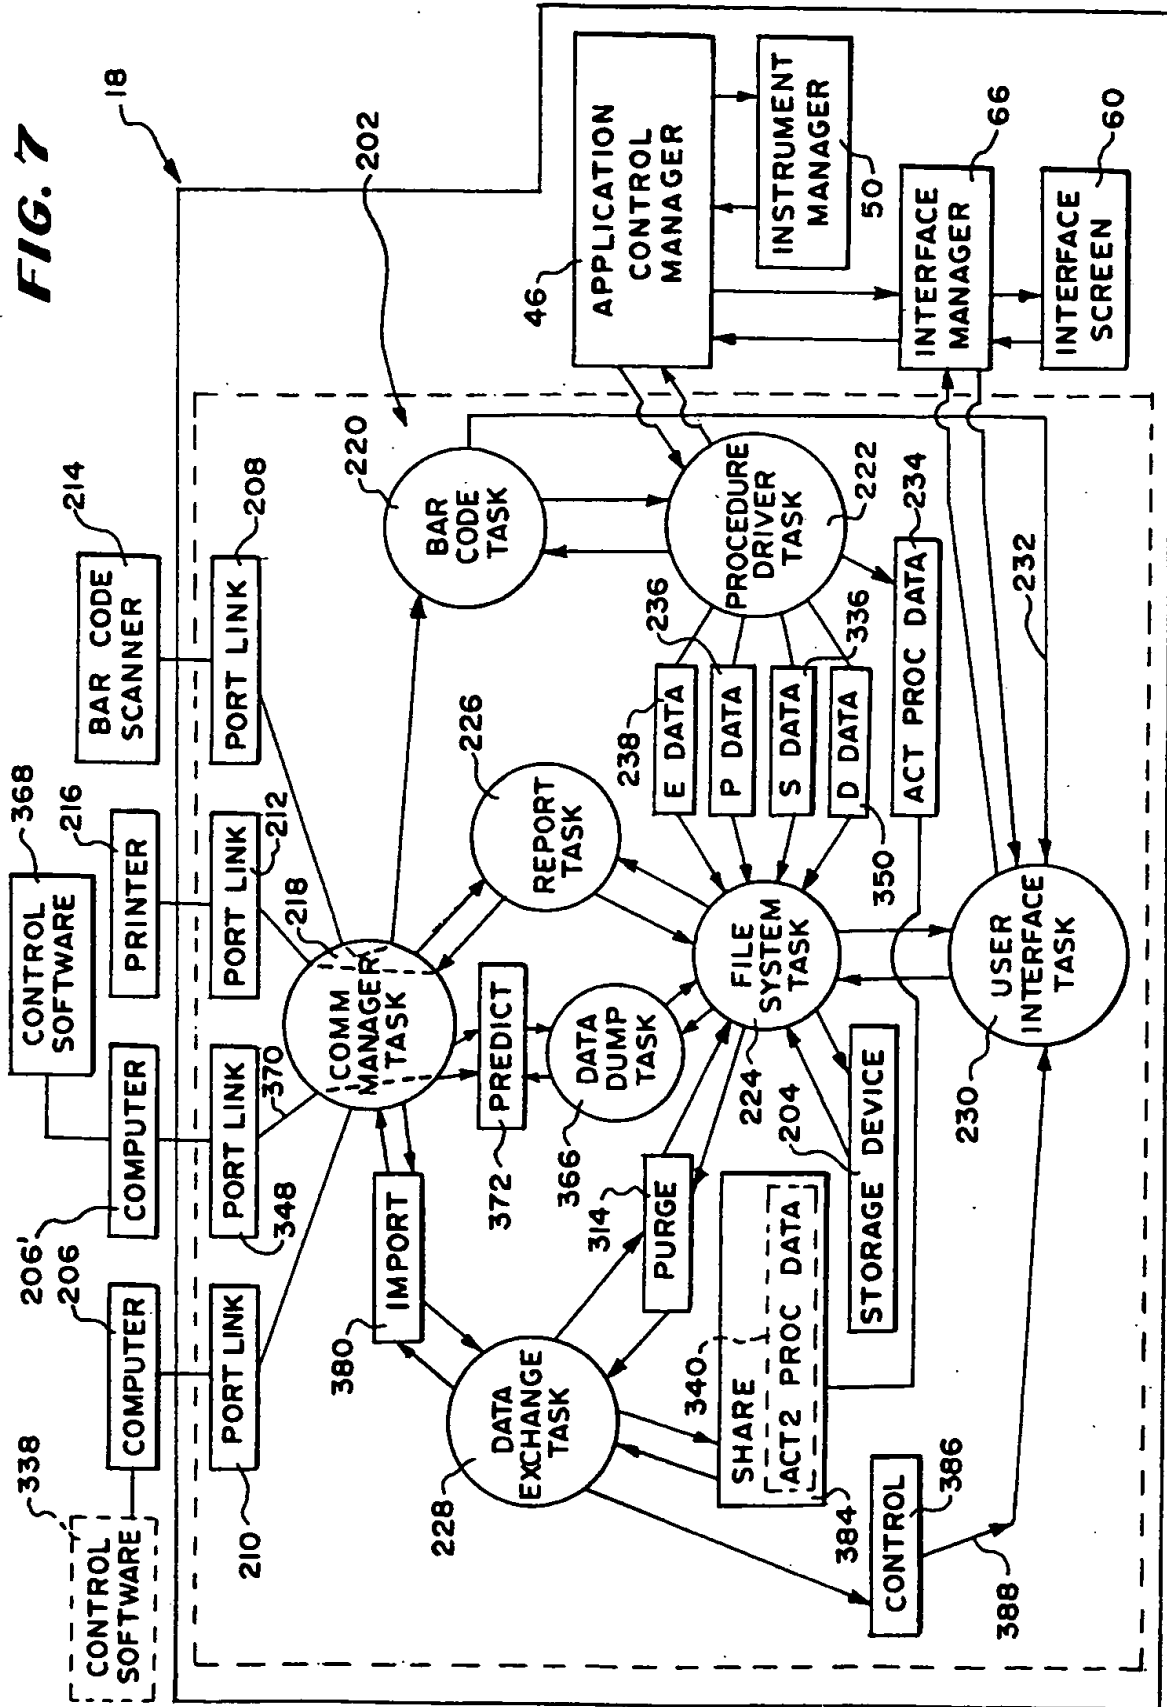 FIG. 7
18
338
CONTROL
SOFTWARE
206
COMPUTER
206'
COMPUTER
368
CONTROL
SOFTWARE
216
PRINTER
214
BAR CODE
SCANNER
210
PORT LINK
348
PORT LINK
370
212
PORT LINK
208
PORT LINK
218
COMM
MANAGER
TASK
202
220
BAR
CODE
TASK
380
IMPORT
372
PREDICT
226
REPORT
TASK
46
APPLICATION
CONTROL
MANAGER
228
DATA
EXCHANGE
TASK
366
DATA
DUMP
TASK
314
PURGE
238
E DATA
236
P DATA
336
S DATA
350
D DATA
PROCEDURE
DRIVER
TASK
222
INSTRUMENT
MANAGER
50
340
SHARE
ACT2 PROC DATA
384
224
FILE
SYSTEM
TASK
204
STORAGE DEVICE
234
ACT PROC DATA
INTERFACE
MANAGER
66
386
CONTROL
388
230
USER
INTERFACE
TASK
232
INTERFACE
SCREEN
60